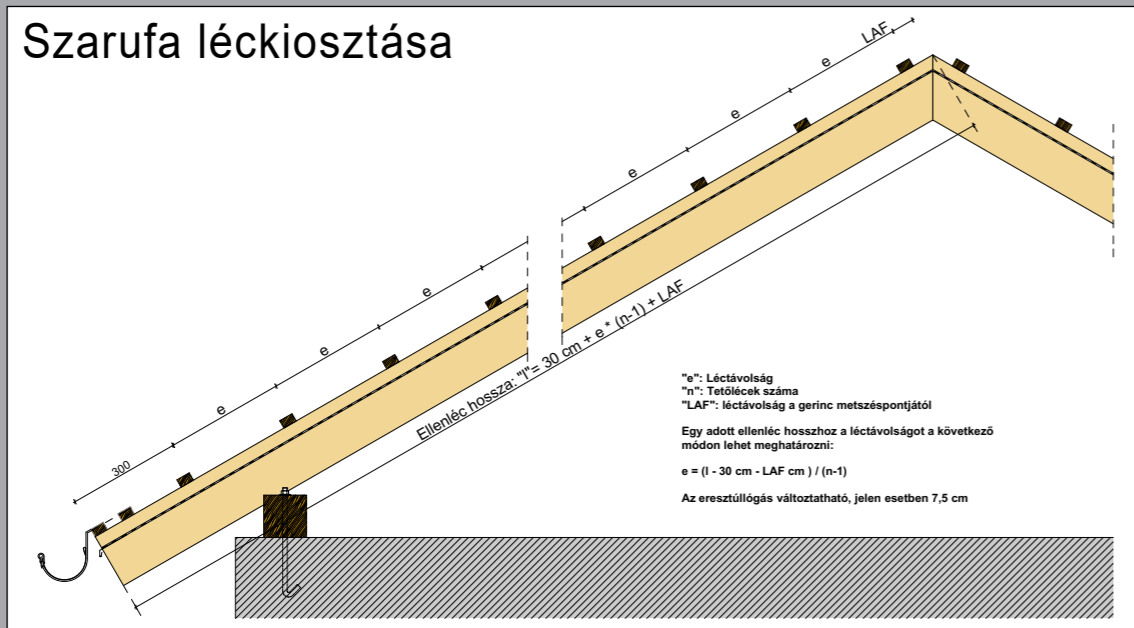 Szarufa léckiosztása
LAF
e
e
e
e
e
e
300
Ellenléc hossza: "l"= 30 cm + e * (n-1) + LAF
"e": Léctávolság
"n": Tetőlécek száma
"LAF": léctávolság a gerinc metszéspontjától
Egy adott ellenléc hosszhoz a léctávolságot a következő
módon lehet meghatározni:
e = (l - 30 cm - LAF cm ) / (n-1)
Az eresztúllógás változtatható, jelen esetben 7,5 cm